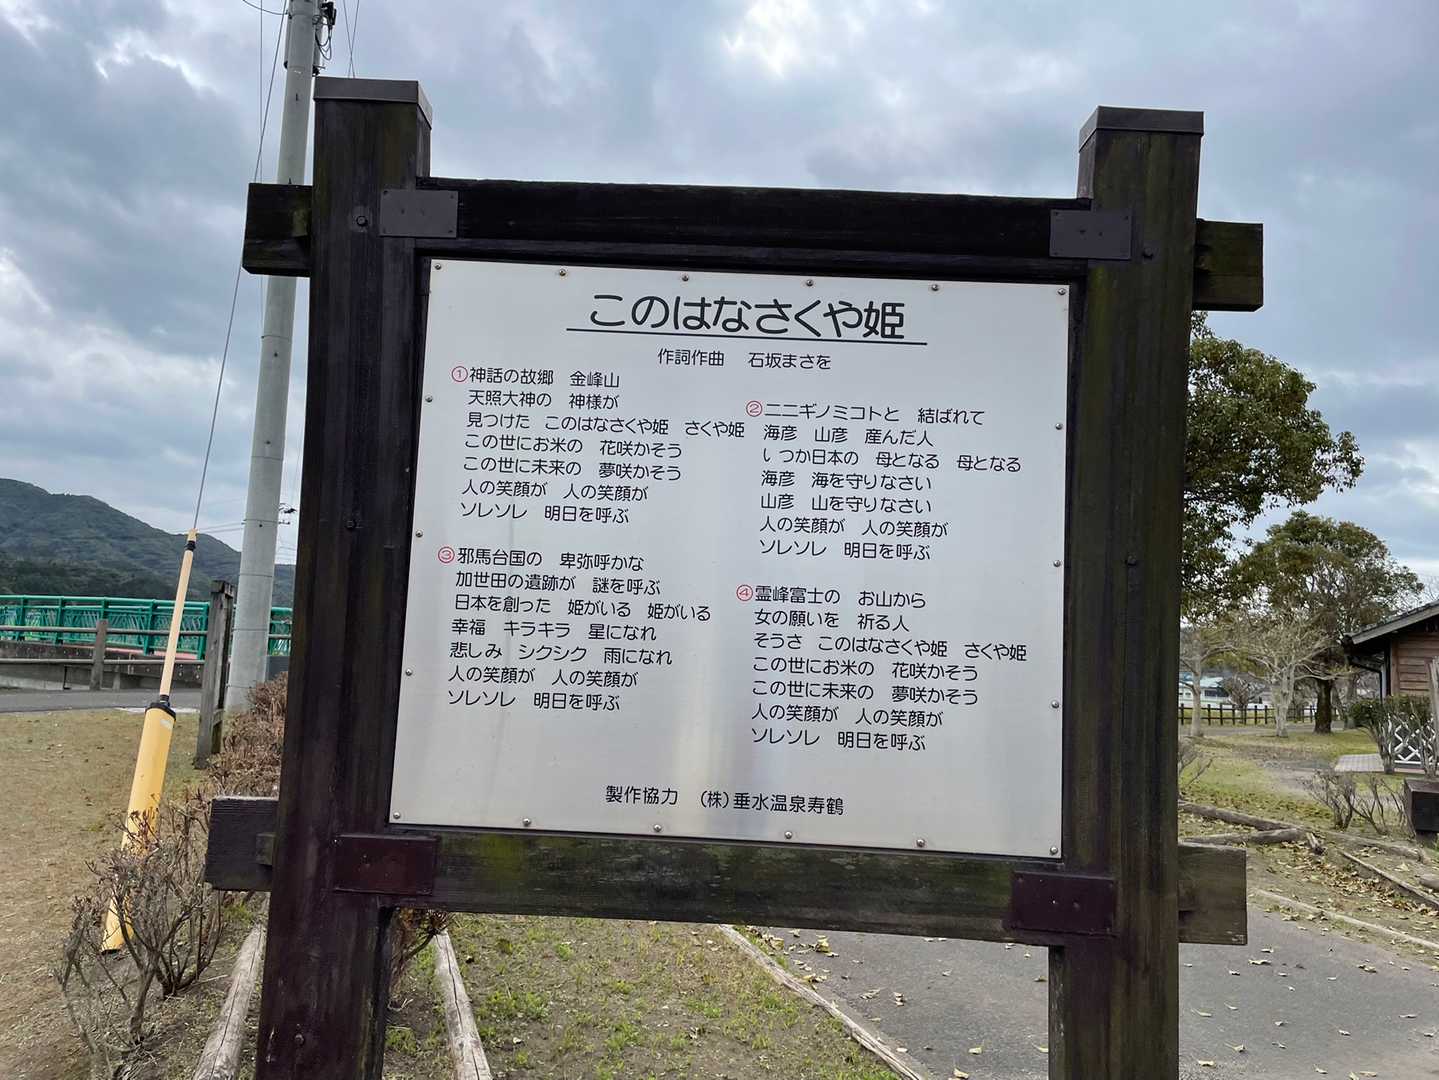 このはなさくや姫
作詞作曲　石坂まさを
①神話の故郷　金峰山
天照大神の　神様が
見つけた　このはなさくや姫　さくや姫
この世にお米の　花咲かそう
この世に未来の　夢咲かそう
人の笑顔が　人の笑顔が
ソレソレ　明日を呼ぶ
②ニニギノミコトと　結ばれて
海彦　山彦　産んだ人
いつか日本の　母となる　母となる
海彦　海を守りなさい
山彦　山を守りなさい
人の笑顔が　人の笑顔が
ソレソレ　明日を呼ぶ
③邪馬台国の　卑弥呼かな
加世田の遺跡が　謎を呼ぶ
日本を創った　姫がいる　姫がいる
幸福　キラキラ　星になれ
悲しみ　シクシク　雨になれ
人の笑顔が　人の笑顔が
ソレソレ　明日を呼ぶ
④霊峰富士の　お山から
女の願いを　祈る人
そうさ　このはなさくや姫　さくや姫
この世にお米の　花咲かそう
この世に未来の　夢咲かそう
人の笑顔が　人の笑顔が
ソレソレ　明日を呼ぶ
製作協力　（株）垂水温泉寿鶴